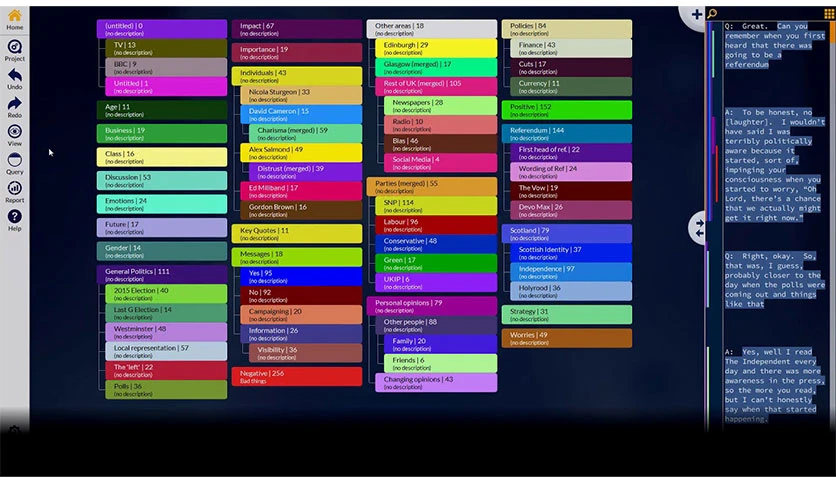 Home
Project
Undo
Redo
View
Query
Report
Help
(untitled) | 0
(no description)
TV | 13
(no description)
BBC | 9
(no description)
Untitled | 1
(no description)
Age | 11
(no description)
Business | 19
(no description)
Class | 16
(no description)
Discussion | 53
(no description)
Emotions | 24
(no description)
Future | 17
(no description)
Gender | 14
(no description)
General Politics | 111
(no description)
2015 Election | 40
(no description)
Last G Election | 14
(no description)
Westminster | 48
(no description)
Local representation | 57
(no description)
The 'left' | 22
(no description)
Polls | 36
(no description)
Impact | 67
(no description)
Importance | 19
(no description)
Individuals | 43
(no description)
Nicola Sturgeon | 33
(no description)
David Cameron | 15
(no description)
Charisma (merged) | 59
(no description)
Alex Salmond | 49
(no description)
Distrust (merged) | 39
(no description)
Ed Miliband | 17
(no description)
Gordon Brown | 16
(no description)
Key Quotes | 11
(no description)
Messages | 18
(no description)
Yes | 95
(no description)
No | 92
(no description)
Campaigning | 20
(no description)
Information | 26
(no description)
Visibility | 36
(no description)
Negative | 256
Bad things
Other areas | 18
(no description)
Edinburgh | 29
(no description)
Glasgow (merged) | 17
(no description)
Rest of UK (merged) | 105
(no description)
Newspapers | 28
(no description)
Radio | 10
(no description)
Bias | 46
(no description)
Social Media | 4
(no description)
Parties (merged) | 55
(no description)
SNP | 114
(no description)
Labour | 96
(no description)
Conservative | 48
(no description)
Green | 17
(no description)
UKIP | 6
(no description)
Personal opinions | 79
(no description)
Other people | 88
(no description)
Family | 20
(no description)
Friends | 6
(no description)
Changing opinions | 43
(no description)
Policies | 84
(no description)
Finance | 43
(no description)
Cuts | 17
(no description)
Currency | 11
(no description)
Positive | 152
(no description)
Referendum | 144
(no description)
First head of ref. | 22
(no description)
Wording of Ref | 24
(no description)
The Vow | 19
(no description)
Devo Max | 26
(no description)
Scotland | 79
(no description)
Scottish Identity | 37
(no description)
Independence | 97
(no description)
Holyrood | 36
(no description)
Strategy | 31
(no description)
Worries | 49
(no description)
Q: Great. Can you
remember when you first
heard that there was
going to be a
referendum
A: To be honest, no
[laughter]. I wouldn't
have said I was
terribly politically
aware because it
started, sort of,
impinging your
consciousness when you
started to worry, "Oh
Lord, there's a chance
that we actually might
get it right now."
Q: Right, okay. So,
that was, I guess,
probably closer to the
day when the polls were
coming out and things
like that
A: Yes, well I read
The Independent every
day and there was more
awareness in the press,
so the more you read,
but I can't honestly
say when that started
happening.